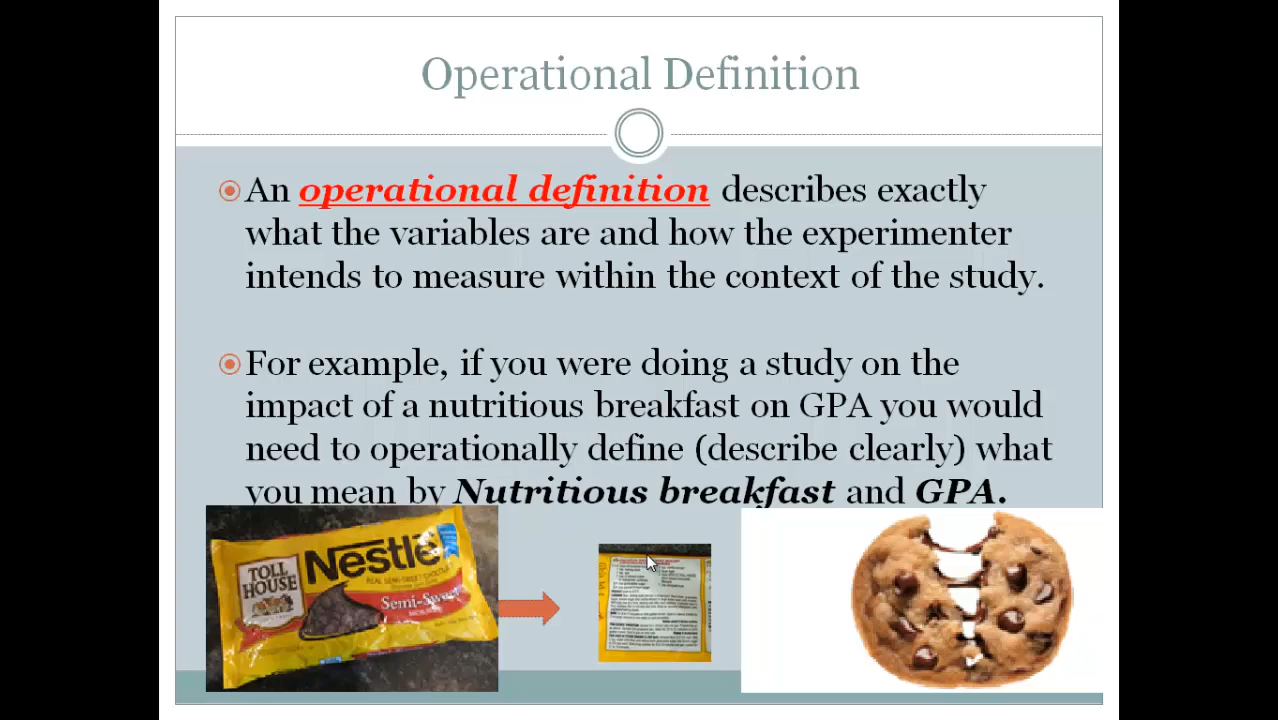 Operational Definition
An operational definition describes exactly
what the variables are and how the experimenter
intends to measure within the context of the study.
For example, if you were doing a study on the
impact of a nutritious breakfast on GPA you would
need to operationally define (describe clearly) what
you mean by Nutritious breakfast and GPA.
Nestlé
TOLL
HOUSE
REAL SEMI-SWEET CHOCOLATE